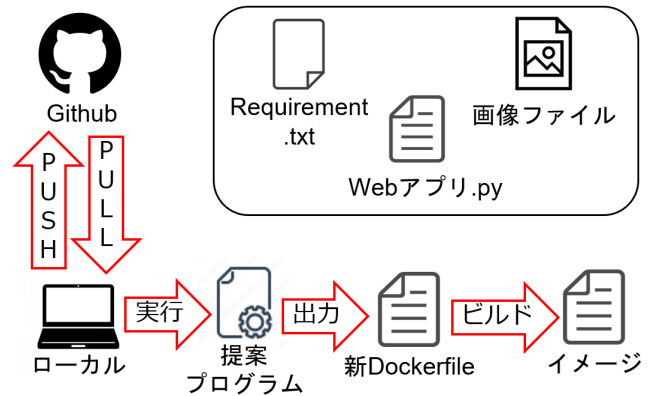 Github
Requirement
.txt
画像ファイル
Webアプリ.py
PUSH
PULL
ローカル
実行
提案
プログラム
出力
新Dockerfile
ビルド
イメージ